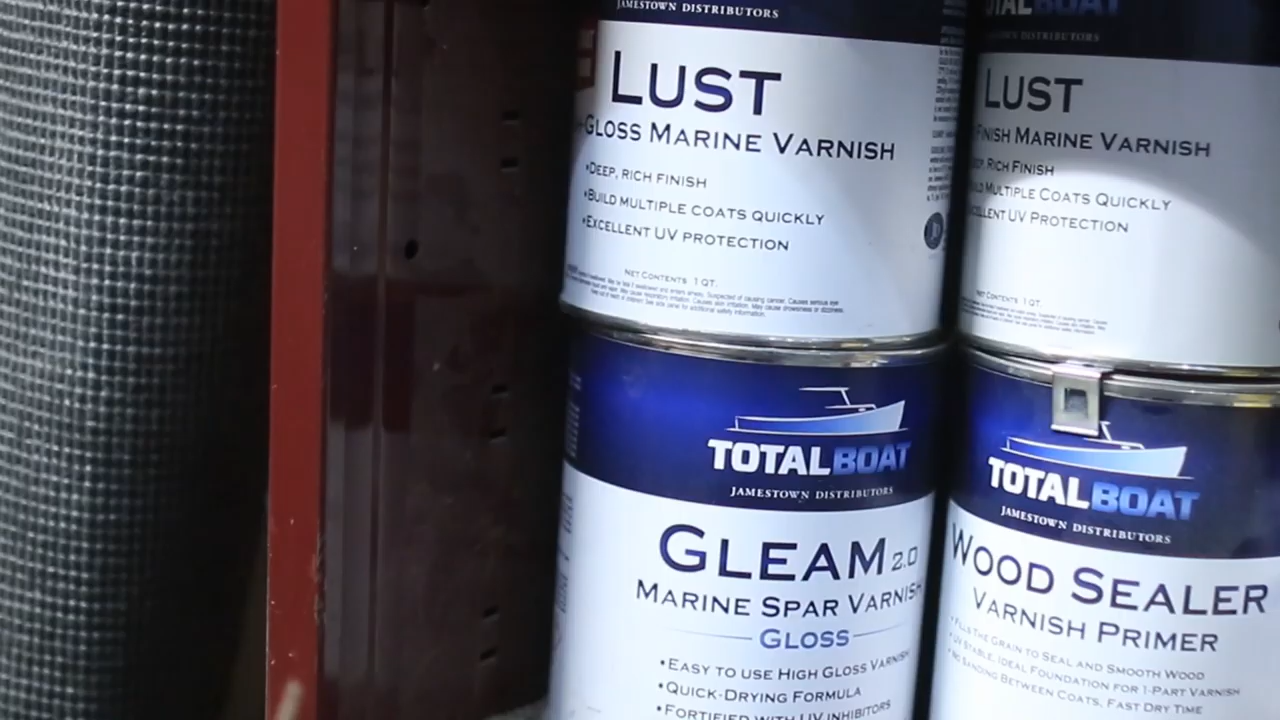 JAMESTOWN DISTRIBUTORS
LUST
-GLOSS MARINE VARNISH
•DEEP, RICH FINISH
•BUILD MULTIPLE COATS QUICKLY
•EXCELLENT UV PROTECTION
NET CONTENTS 1 QT.
TOTALBOAT
JAMESTOWN DISTRIBUTORS
GLEAM 2.0
MARINE SPAR VARNISH
GLOSS
•EASY TO USE HIGH GLOSS VARNISH
•QUICK-DRYING FORMULA
•FORTIFIED WITH UV INHIBITORS
TOTALBOAT
DISTRIBUTORS
LUST
FINISH MARINE VARNISH
RICH FINISH
MULTIPLE COATS QUICKLY
UV PROTECTION
NET CONTENTS 1 QT.
TOTALBOAT
JAMESTOWN DISTRIBUTORS
WOOD SEALER
VARNISH PRIMER
•FILLS THE GRAIN TO SEAL AND SMOOTH WOOD
•UV STABLE, IDEAL FOUNDATION FOR 1-PART VARNISH
•NO SANDING BETWEEN COATS, FAST DRY TIME